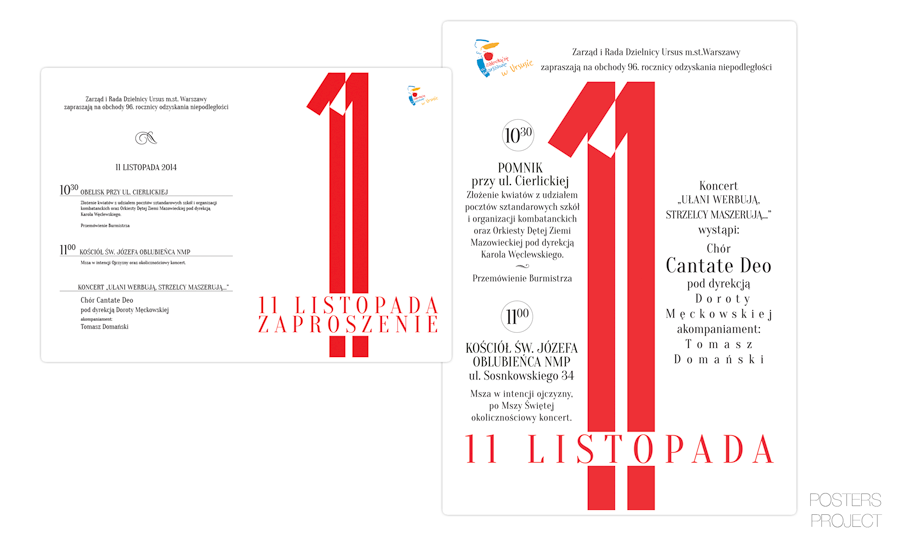 Zarząd i Rada Dzielnicy Ursus m.st. Warszawy
zapraszają na obchody 96. rocznicy odzyskania niepodległości
11 LISTOPADA 2014
10³⁰ OBELISK PRZY UL. CIERLICKIEJ
Złożenie kwiatów z udziałem pocztów sztandarowych szkół i organizacji
kombatanckich oraz Orkiestry Dętej Ziemi Mazowieckiej pod dyrekcją
Karola Węclewskiego.
Przemówienie Burmistrza
11⁰⁰ KOŚCIÓŁ ŚW. JÓZEFA OBLUBIEŃCA NMP
Msza w intencji Ojczyzny oraz okolicznościowy koncert.
KONCERT „UŁANI WERBUJĄ, STRZELCY MASZERUJĄ..."
Chór Cantate Deo
pod dyrekcją Doroty Męckowskiej
akompaniament:
Tomasz Domański
11
11 LISTOPADA
ZAPROSZENIE
w Ursusie
Zarząd i Rada Dzielnicy Ursus m.st.Warszawy
zapraszają na obchody 96. rocznicy odzyskania niepodległości
11
10³⁰
POMNIK
przy ul. Cierlickiej
Złożenie kwiatów z udziałem
pocztów sztandarowych szkół
i organizacji kombatanckich
oraz Orkiesty Dętej Ziemi
Mazowieckiej pod dyrekcją
Karola Węclewskiego.
Przemówienie Burmistrza
11⁰⁰
KOŚCIÓŁ ŚW. JÓZEFA
OBLUBIEŃCA NMP
ul. Sosnkowskiego 34
Msza w intencji ojczyzny,
po Mszy Świętej
okolicznościowy koncert.
Koncert
„UŁANI WERBUJĄ,
STRZELCY MASZERUJĄ..."
wystąpi:
Chór
Cantate Deo
pod dyrekcją
Doroty
Męckowskiej
akompaniament:
Tomasz
Domański
11 LISTOPADA
POSTERS
PROJECT